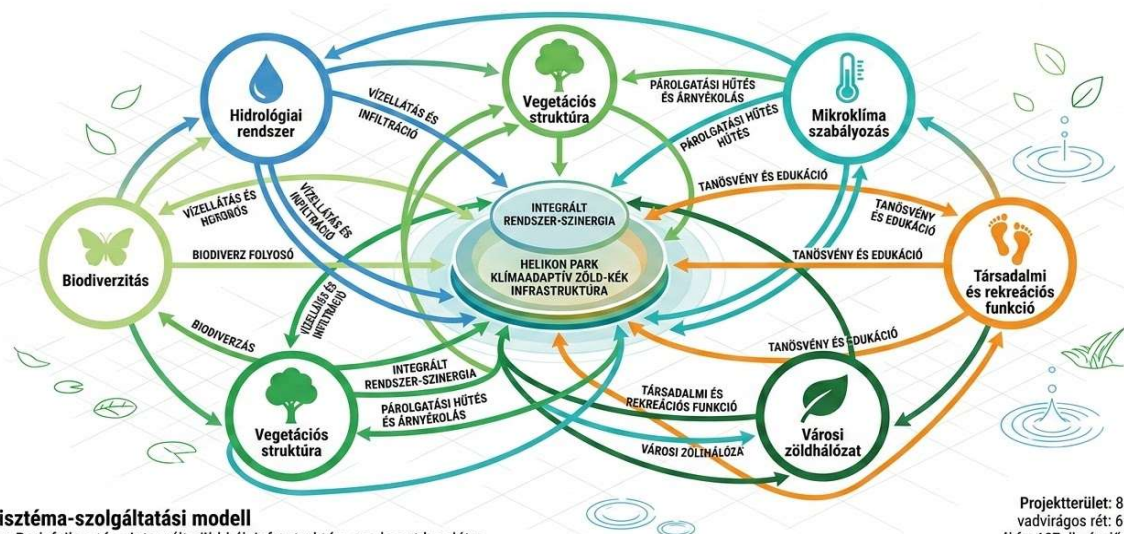 Hidrológiai
rendszer
Vegetációs
struktúra
Mikroklíma
szabályozás
VÍZELLÁTÁS ÉS
INFILTRÁCIÓ
PÁROLGATÁSI HŰTÉS
ÉS ÁRNYÉKOLÁS
PÁROLGATÁSI HŰTÉS
HŰTÉS
TANÖSVÉNY ÉS EDUKÁCIÓ
VÍZELLÁTÁS ÉS
VÍZELLÁTÁS ÉS
INFILTRÁCIÓ
INTEGRÁLT
RENDSZER-SZINERGIA
TANÖSVÉNY
ÉS EDUKÁCIÓ
Biodiverzitás
BIODIVERZ FOLYOSÓ
HELIKON PARK
KLÍMAADAPTÍV ZÖLD-KÉK
INFRASTRUKTÚRA
TANÖSVÉNY ÉS EDUKÁCIÓ
Társadalmi
és rekreációs
funkció
INFILTRÁCIÓ
BIODIVERZÁS
TANÖSVÉNY ÉS EDUKÁCIÓ
INTEGRÁLT
RENDSZER-SZINERGIA
PÁROLGATÁSI HŰTÉS
ÉS ÁRNYÉKOLÁS
TÁRSADALMI ÉS
REKREÁCIÓS FUNKCIÓ
Vegetációs
struktúra
Városi
zöldhálózat
VÁROSI
isztéma-szolgáltatási modell
Projektterület: 8
vadvirágos rét: 6